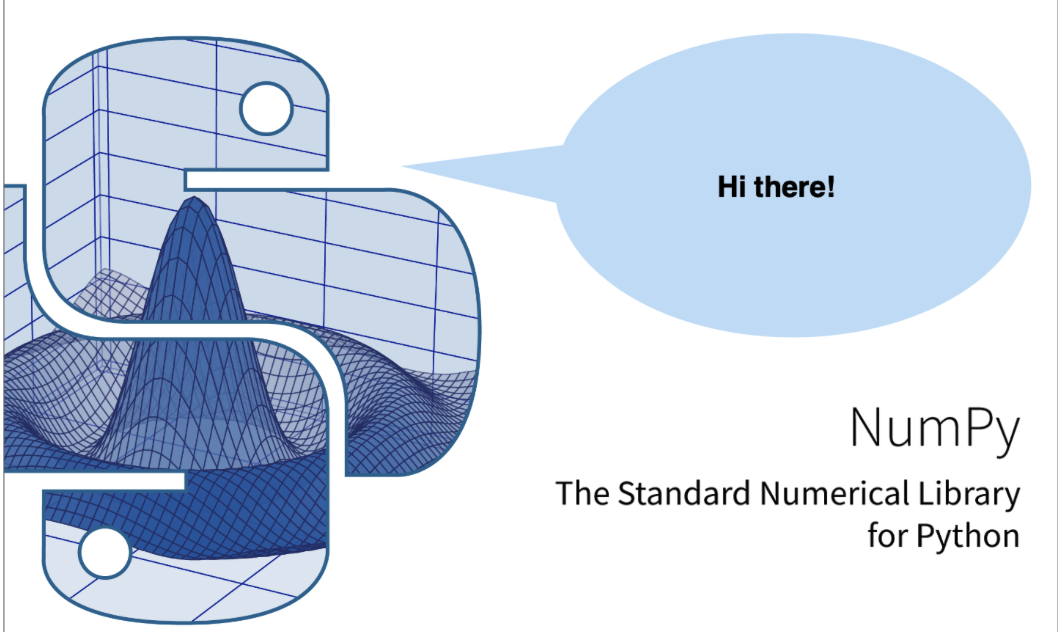 Hi there!
NumPy
The Standard Numerical Library
for Python